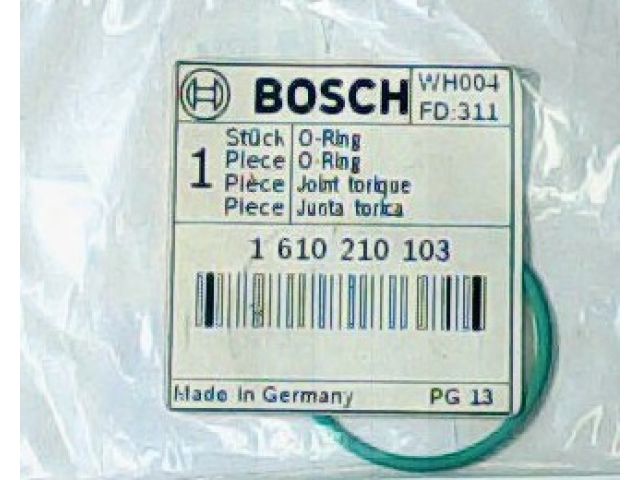 BOSCH
WH004
FD:311
1
Stück O-Ring
Piece O-Ring
Pièce Joint torique
Piece Junta torica
1 610 210 103
Made In Germany PG 13